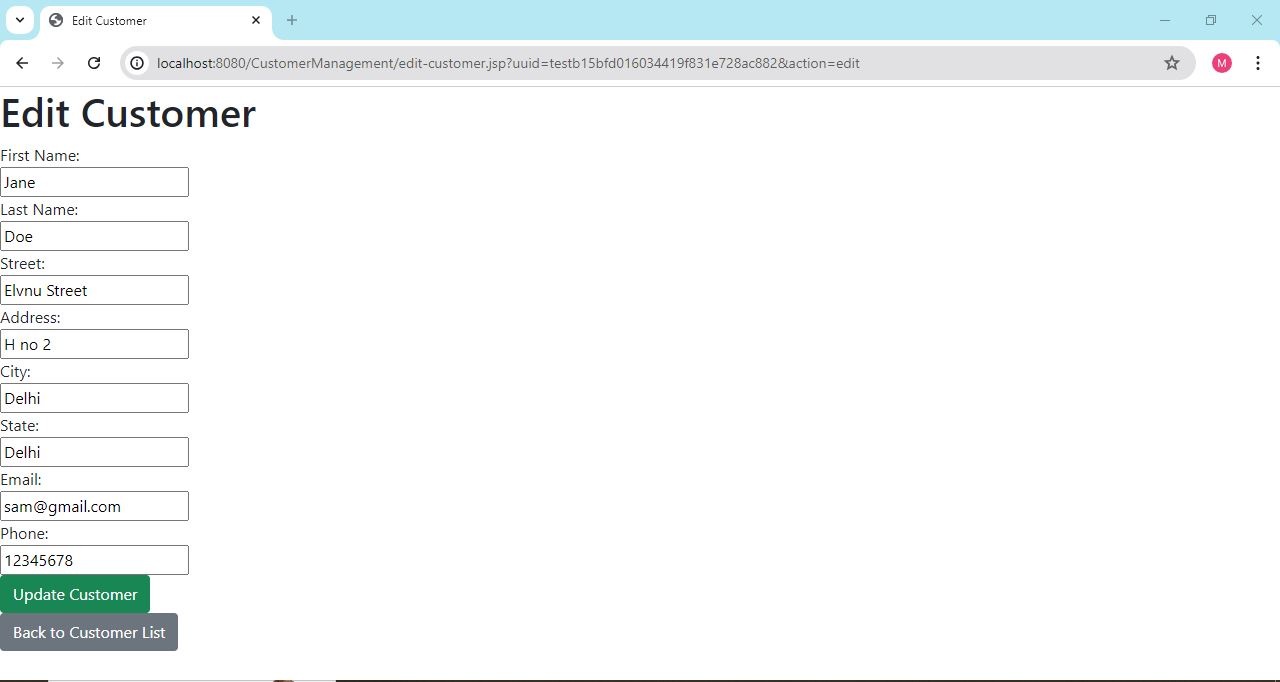 Edit Customer
localhost:8080/CustomerManagement/edit-customer.jsp?uuid=testb15bfd016034419f831e728ac882&action=edit
M
Edit Customer
First Name:
Jane
Last Name:
Doe
Street:
Elvnu Street
Address:
H no 2
City:
Delhi
State:
Delhi
Email:
sam@gmail.com
Phone:
12345678
Update Customer
Back to Customer List